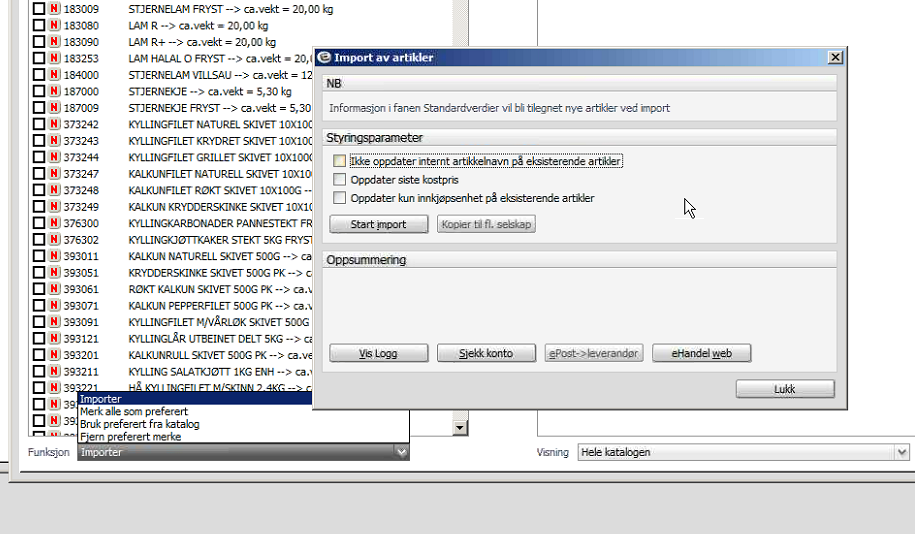 N 183009 STJERNELAM FRYST --> ca.vekt = 20,00 kg
N 183080 LAM R --> ca.vekt = 20,00 kg
N 183090 LAM R+ --> ca.vekt = 20,00 kg
N 183253 LAM HALAL O FRYST --> ca.vekt = 20,
N 184000 STJERNELAM VILLSAU --> ca.vekt = 12
N 187000 STJERNEKJE --> ca.vekt = 5,30 kg
N 187009 STJERNEKJE FRYST --> ca.vekt = 5,30
N 373242 KYLLINGFILET NATUREL SKIVET 10X100
N 373243 KYLLINGFILET KRYDRET SKIVET 10X100
N 373244 KYLLINGFILET GRILLET SKIVET 10X100
N 373247 KALKUNFILET NATURELL SKIVET 10X100
N 373248 KALKUNFILET RØKT SKIVET 10X100G --
N 373249 KALKUN KRYDDERSKINKE SKIVET 10X10
N 376300 KYLLINGKARBONADER PANNESTEKT FR
N 376302 KYLLINGKJØTTKAKER STEKT 5KG FRYS
N 393011 KALKUN NATURELL SKIVET 500G --> ca
N 393051 KRYDDERSKINKE SKIVET 500G PK --> c
N 393061 RØKT KALKUN SKIVET 500G PK --> ca.v
N 393071 KALKUN PEPPERFILET 500G PK --> ca.v
N 393091 KYLLINGFILET M/VÅRLØK SKIVET 500G
N 393121 KYLLINGLÅR UTBEINET DELT 5KG --> c
N 393201 KALKUNRULL SKIVET 500G PK --> ca.ve
N 393211 KYLLING SALATKJØTT 1KG ENH --> ca.v
N 393221 HÅ KYLLINGFILET M/SKINN 2,4KG --> c
N
N
N
Importer
Merk alle som preferert
Bruk preferert fra katalog
Fjern preferert merke
Funksjon Importer
Visning Hele katalogen
Import av artikler
NB
Informasjon i fanen Standardverdier vil bli tilegnet nye artikler ved import
Styringsparameter
Ikke oppdater internt artikkelnavn på eksisterende artikler
Oppdater siste kostpris
Oppdater kun innkjøpsenhet på eksisterende artikler
Start import Kopier til fl. selskap
Oppsummering
Vis Logg Sjekk konto ePost->leverandør eHandel web
Lukk